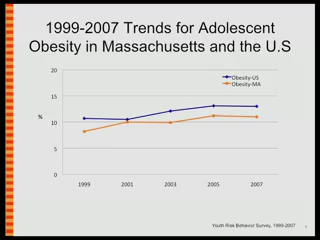 1999-2007 Trends for Adolescent
Obesity in Massachusetts and the U.S
20
15
%
10
5
0
Obesity-US
Obesity-MA
1999 2001 2003 2005 2007
Youth Risk Behavior Survey, 1999-2007